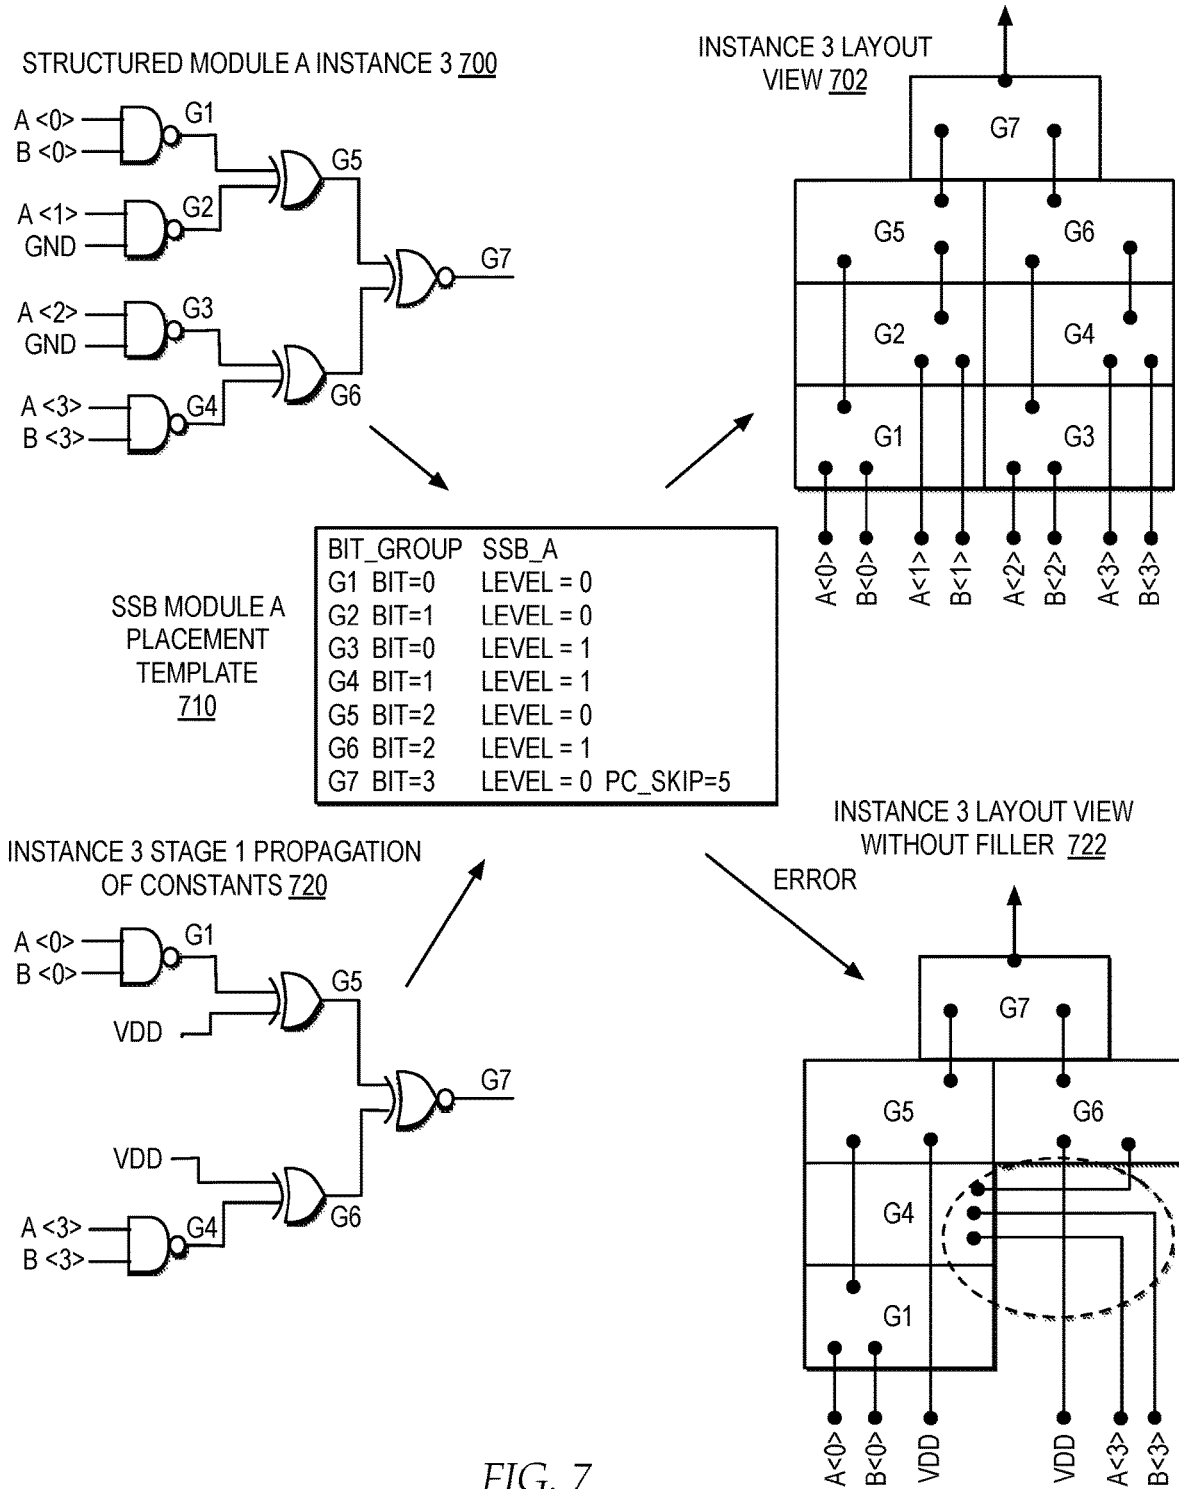 STRUCTURED MODULE A INSTANCE 3 700
A <0>
B <0>
G1
A <1>
GND
G2
G5
A <2>
GND
G3
G7
A <3>
B <3>
G4
G6
INSTANCE 3 LAYOUT
VIEW 702
G7
G5
G6
G2
G4
G1
G3
A<0>
B<0>
A<1>
B<1>
A<2>
B<2>
A<3>
B<3>
SSB MODULE A
PLACEMENT
TEMPLATE
710
BIT_GROUP SSB_A
G1 BIT=0 LEVEL = 0
G2 BIT=1 LEVEL = 0
G3 BIT=0 LEVEL = 1
G4 BIT=1 LEVEL = 1
G5 BIT=2 LEVEL = 0
G6 BIT=2 LEVEL = 1
G7 BIT=3 LEVEL = 0 PC_SKIP=5
INSTANCE 3 STAGE 1 PROPAGATION
OF CONSTANTS 720
A <0>
B <0>
G1
VDD
G5
G7
VDD
A <3>
B <3>
G4
G6
ERROR
INSTANCE 3 LAYOUT VIEW
WITHOUT FILLER 722
G7
G5
G6
G4
G1
A<0>
B<0>
VDD
VDD
A<3>
B<3>
FIG. 7